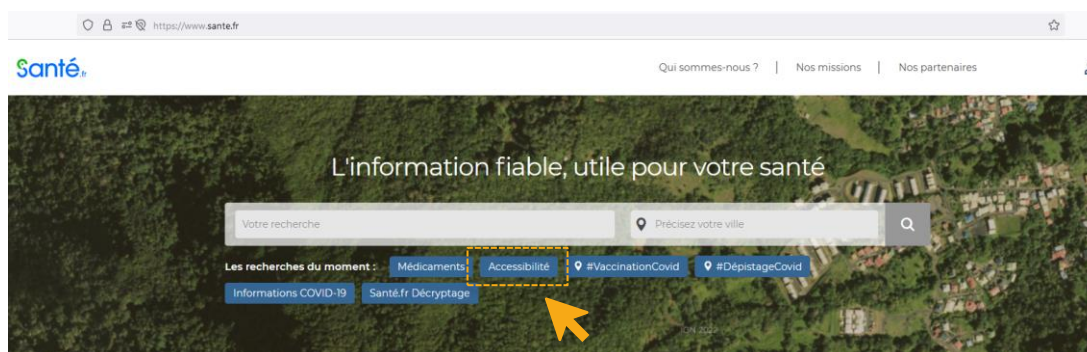 https://www.sante.fr
Santé.fr
Qui sommes-nous ? | Nos missions | Nos partenaires
L'information fiable, utile pour votre santé
Votre recherche
Précisez votre ville
Les recherches du moment : Médicaments Accessibilité #VaccinationCovid #DépistageCovid
Informations COVID-19 Santé.fr Décryptage
IGN 2022